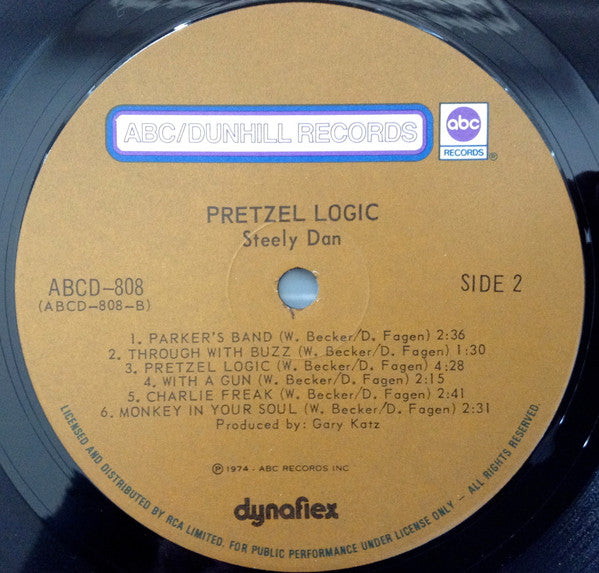 ABC/DUNHILL RECORDS
abc
RECORDS ®
PRETZEL LOGIC
Steely Dan
ABCD-808
(ABCD-808-B)
SIDE 2
1. PARKER'S BAND (W. Becker/D. Fagen) 2:36
2. THROUGH WITH BUZZ (W. Becker/D. Fagen) 1:30
3. PRETZEL LOGIC (W. Becker/D. Fagen) 4:28
4. WITH A GUN (W. Becker/D. Fagen) 2:15
5. CHARLIE FREAK (W. Becker/D. Fagen) 2:41
6. MONKEY IN YOUR SOUL (W. Becker/D. Fagen) 2:31
Produced by: Gary Katz
℗ 1974 - ABC RECORDS INC
dynaflex
LICENSED AND DISTRIBUTED BY RCA LIMITED. FOR PUBLIC PERFORMANCE UNDER LICENSE ONLY — ALL RIGHTS RESERVED.